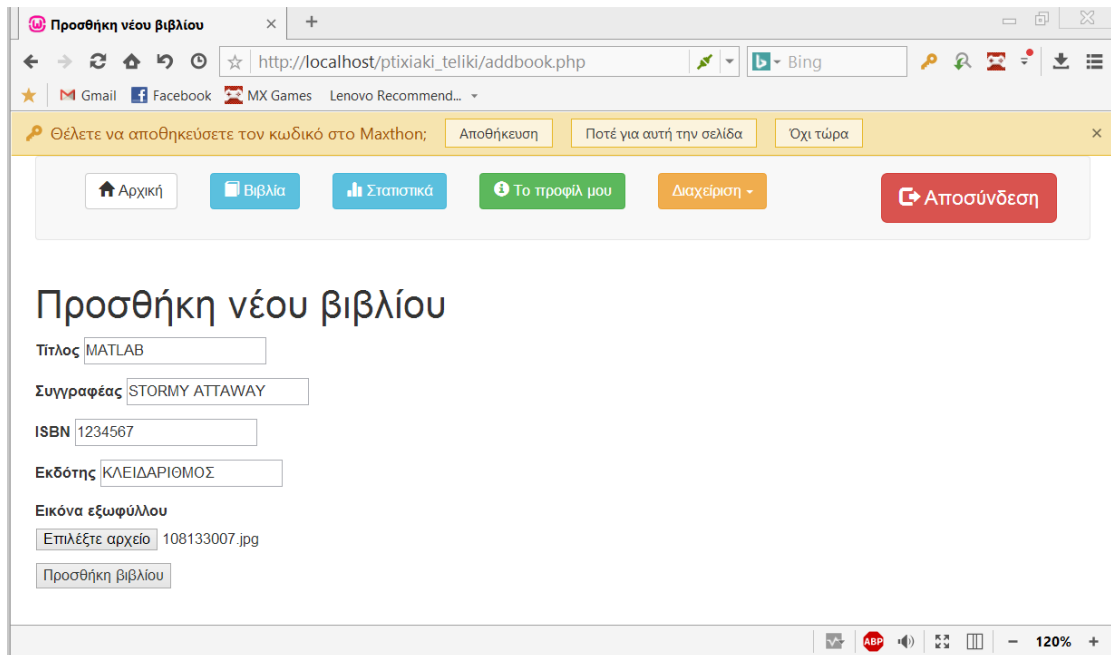 Προσθήκη νέου βιβλίου
http://localhost/ptixiaki_teliki/addbook.php
Bing
Gmail Facebook MX Games Lenovo Recommend...
Θέλετε να αποθηκεύσετε τον κωδικό στο Maxthon; Αποθήκευση Ποτέ για αυτή την σελίδα Όχι τώρα
Αρχική Βιβλία Στατιστικά Το προφίλ μου Διαχείριση Αποσύνδεση
Προσθήκη νέου βιβλίου
Τίτλος MATLAB
Συγγραφέας STORMY ATTAWAY
ISBN 1234567
Εκδότης ΚΛΕΙΔΑΡΙΘΜΟΣ
Εικόνα εξωφύλλου
Επιλέξτε αρχείο 108133007.jpg
Προσθήκη βιβλίου
ABP 120%